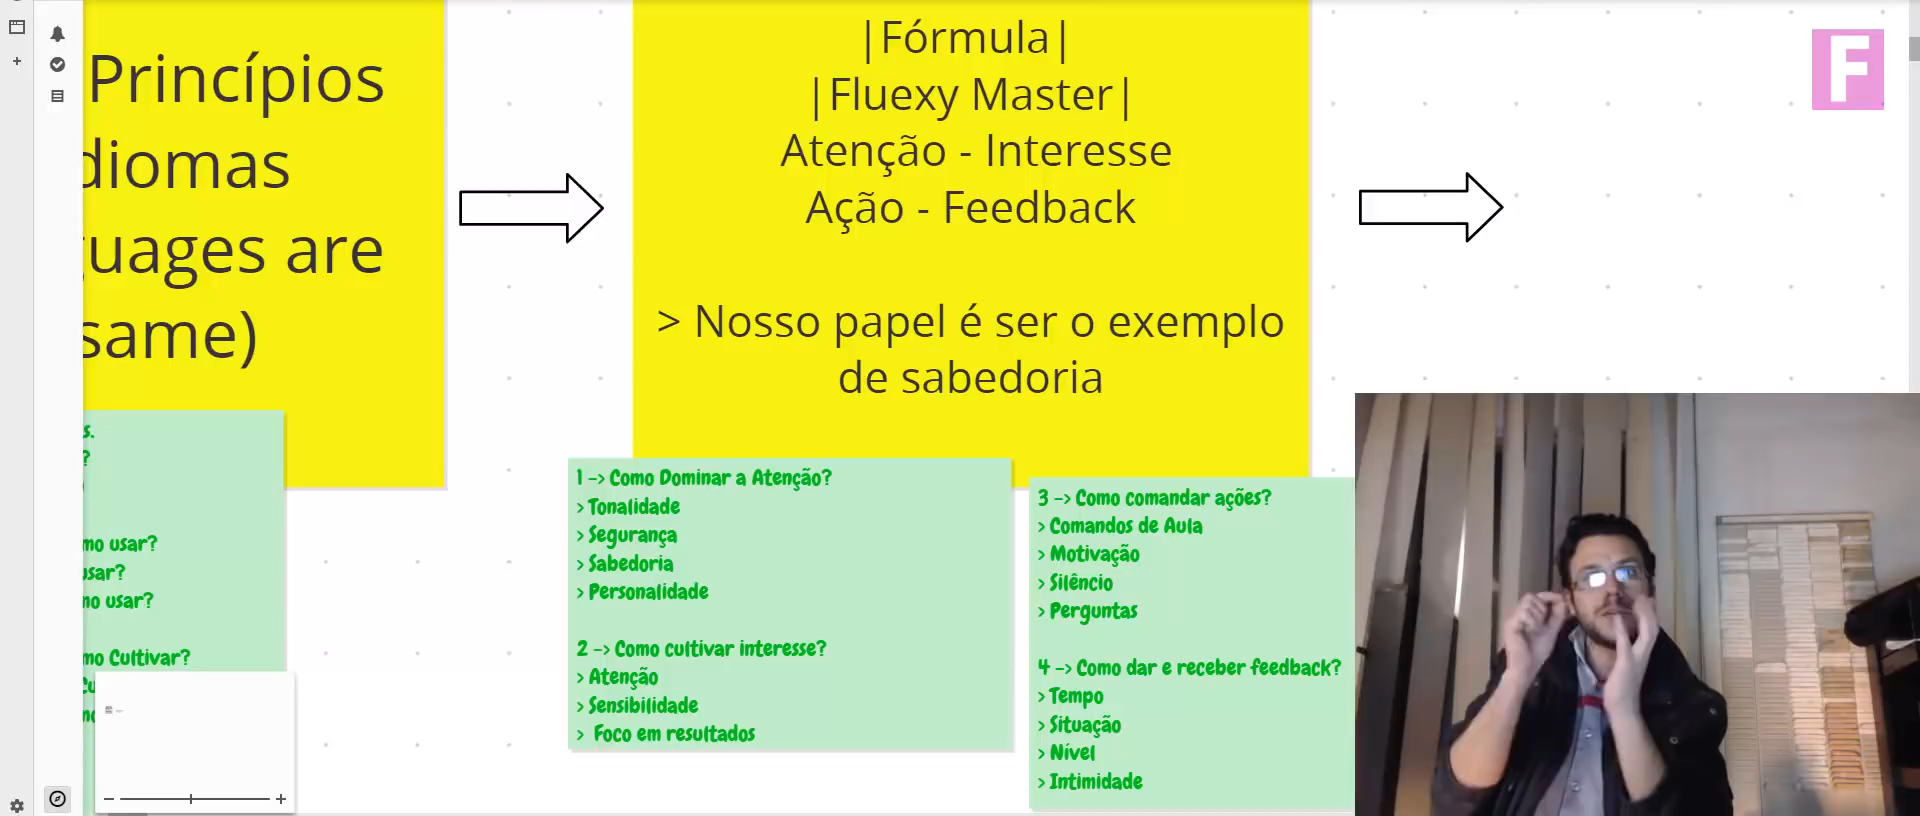 Princípios
diomas
uages are
same)
|Fórmula|
|Fluexy Master|
Atenção - Interesse
Ação - Feedback
> Nosso papel é ser o exemplo
de sabedoria
F
s.
?
mo usar?
usar?
no usar?
mo Cultivar?
1 -> Como Dominar a Atenção?
> Tonalidade
> Segurança
> Sabedoria
> Personalidade
2 -> Como cultivar interesse?
> Atenção
> Sensibilidade
> Foco em resultados
3 -> Como comandar ações?
> Comandos de Aula
> Motivação
> Silêncio
> Perguntas
4 -> Como dar e receber feedback?
> Tempo
> Situação
> Nível
> Intimidade